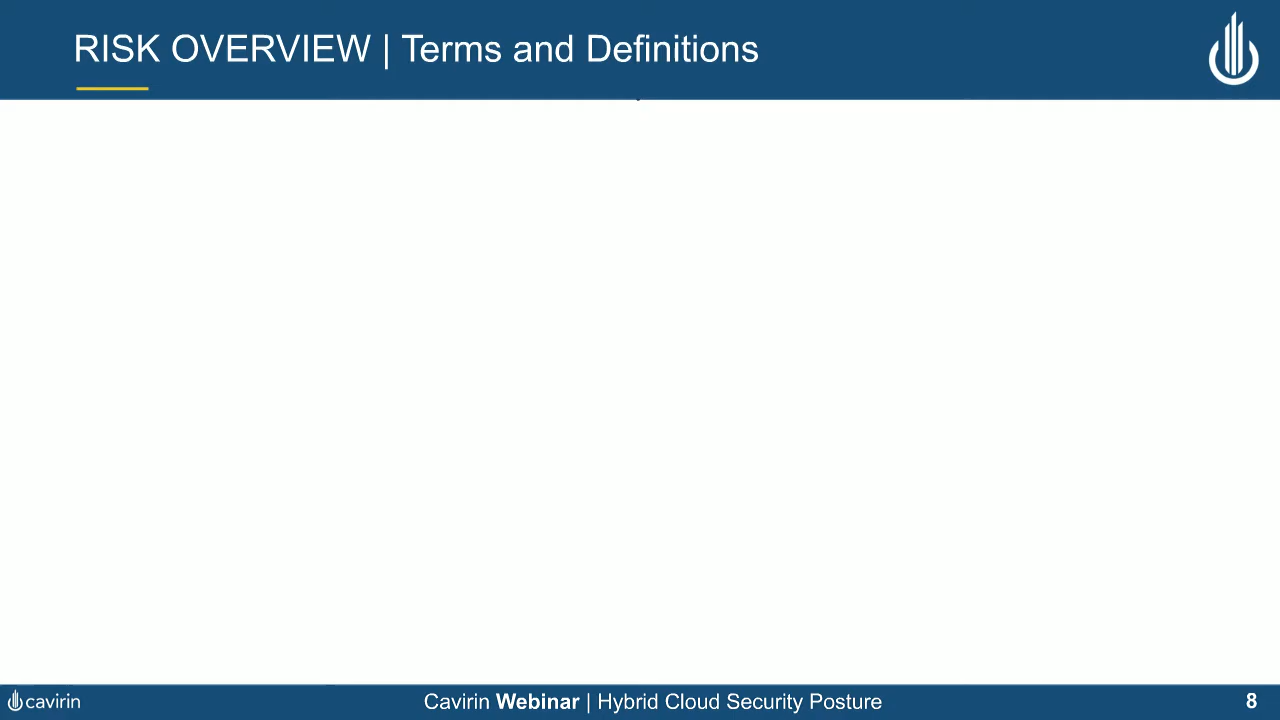 RISK OVERVIEW | Terms and Definitions
cavirin
Cavirin Webinar | Hybrid Cloud Security Posture
8